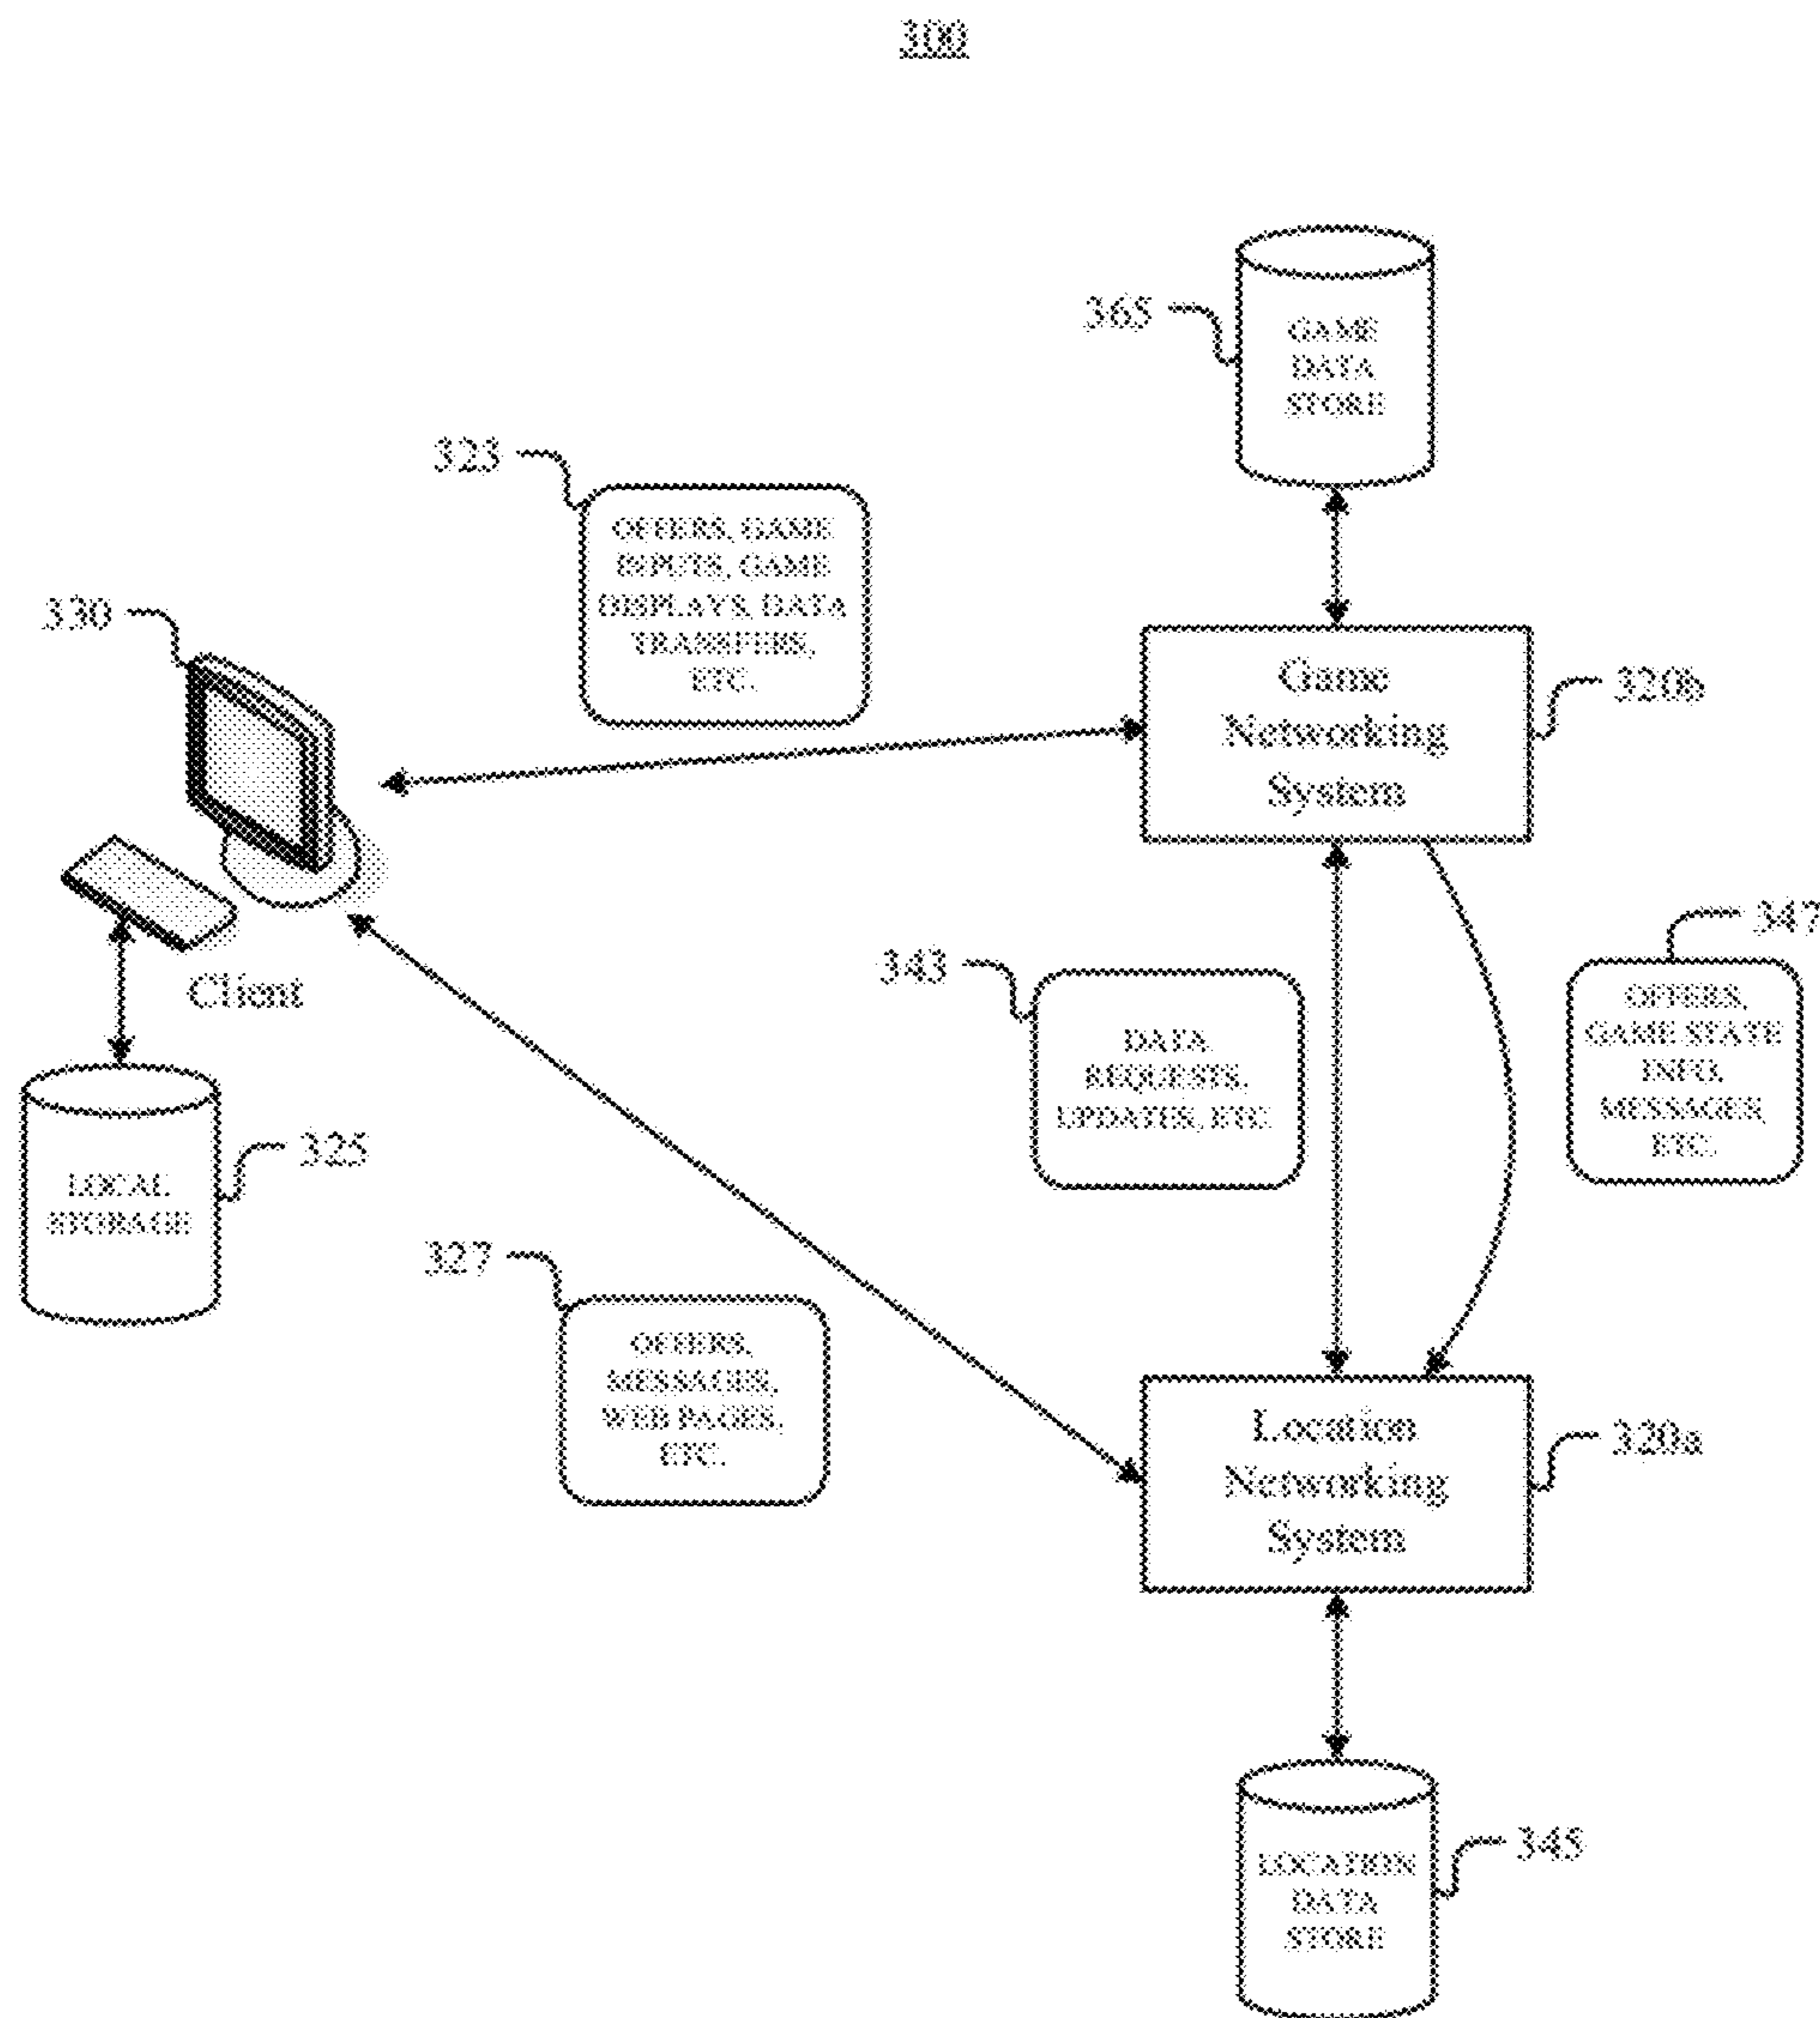 300
365
GAME
DATA
STORE
323
OFFERS, GAME
INPUTS, GAME
DISPLAYS, DATA
TRANSFERS,
ETC.
330
Game
Networking
System
320b
Client
343
DATA
REQUESTS,
UPDATES, ETC.
347
OFFERS,
GAME STATE
INFO,
MESSAGES,
ETC.
LOCAL
STORAGE
325
327
OFFERS,
MESSAGES,
WEB PAGES,
ETC.
Location
Networking
System
320a
LOCATION
DATA
STORE
345